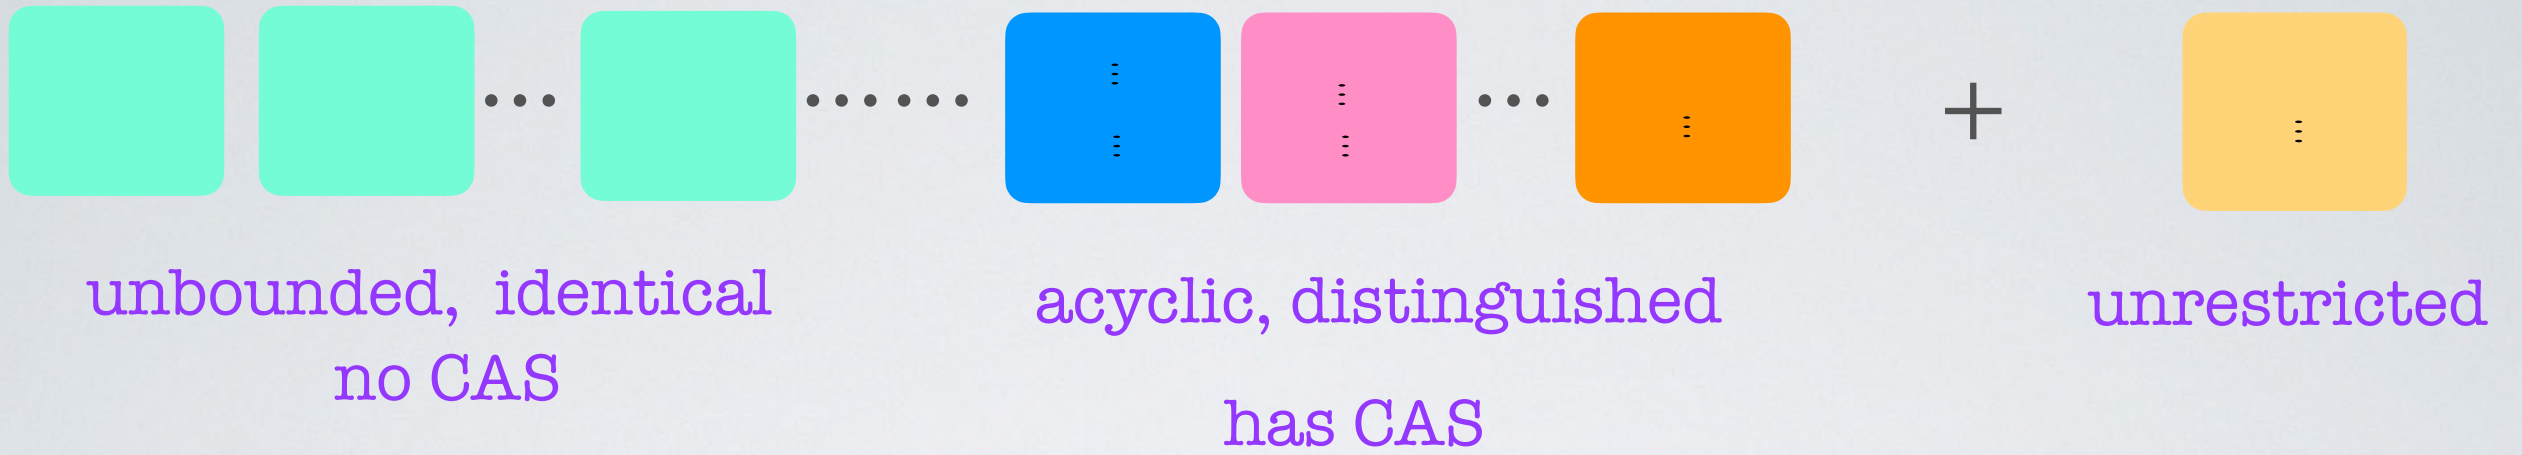 unbounded, identical
no CAS
acyclic, distinguished
has CAS
+
unrestricted